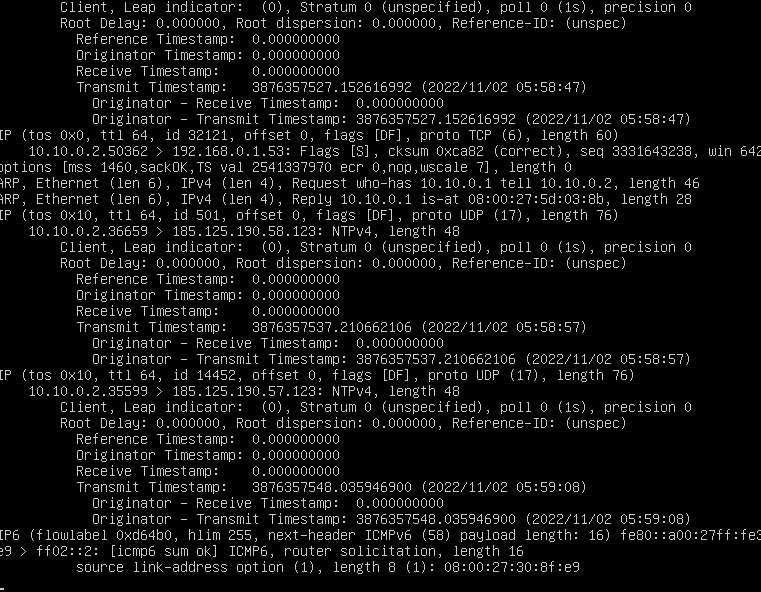 Client, Leap indicator:  (0), Stratum 0 (unspecified), poll 0 (1s), precision 0
Root Delay: 0.000000, Root dispersion: 0.000000, Reference-ID: (unspec)
Reference Timestamp:  0.000000000
Originator Timestamp: 0.000000000
Receive Timestamp:    0.000000000
Transmit Timestamp:   3876357527.152616992 (2022/11/02 05:58:47)
Originator - Receive Timestamp:  0.000000000
Originator - Transmit Timestamp: 3876357527.152616992 (2022/11/02 05:58:47)
IP (tos 0x0, ttl 64, id 32121, offset 0, flags [DF], proto TCP (6), length 60)
10.10.0.2.50362 > 192.168.0.1.53: Flags [S], cksum 0xca82 (correct), seq 3331643238, win 642
options [mss 1460,sackOK,TS val 2541337970 ecr 0,nop,wscale 7], length 0
ARP, Ethernet (len 6), IPv4 (len 4), Request who-has 10.10.0.1 tell 10.10.0.2, length 46
ARP, Ethernet (len 6), IPv4 (len 4), Reply 10.10.0.1 is-at 08:00:27:5d:03:8b, length 28
IP (tos 0x10, ttl 64, id 501, offset 0, flags [DF], proto UDP (17), length 76)
10.10.0.2.36659 > 185.125.190.58.123: NTPv4, length 48
Client, Leap indicator:  (0), Stratum 0 (unspecified), poll 0 (1s), precision 0
Root Delay: 0.000000, Root dispersion: 0.000000, Reference-ID: (unspec)
Reference Timestamp:  0.000000000
Originator Timestamp: 0.000000000
Receive Timestamp:    0.000000000
Transmit Timestamp:   3876357537.210662106 (2022/11/02 05:58:57)
Originator - Receive Timestamp:  0.000000000
Originator - Transmit Timestamp: 3876357537.210662106 (2022/11/02 05:58:57)
IP (tos 0x10, ttl 64, id 14452, offset 0, flags [DF], proto UDP (17), length 76)
10.10.0.2.35599 > 185.125.190.57.123: NTPv4, length 48
Client, Leap indicator:  (0), Stratum 0 (unspecified), poll 0 (1s), precision 0
Root Delay: 0.000000, Root dispersion: 0.000000, Reference-ID: (unspec)
Reference Timestamp:  0.000000000
Originator Timestamp: 0.000000000
Receive Timestamp:    0.000000000
Transmit Timestamp:   3876357548.035946900 (2022/11/02 05:59:08)
Originator - Receive Timestamp:  0.000000000
Originator - Transmit Timestamp: 3876357548.035946900 (2022/11/02 05:59:08)
IP6 (flowlabel 0xd64b0, hlim 255, next-header ICMPv6 (58) payload length: 16) fe80::a00:27ff:fe3
e9 > ff02::2: [icmp6 sum ok] ICMP6, router solicitation, length 16
source link-address option (1), length 8 (1): 08:00:27:30:8f:e9